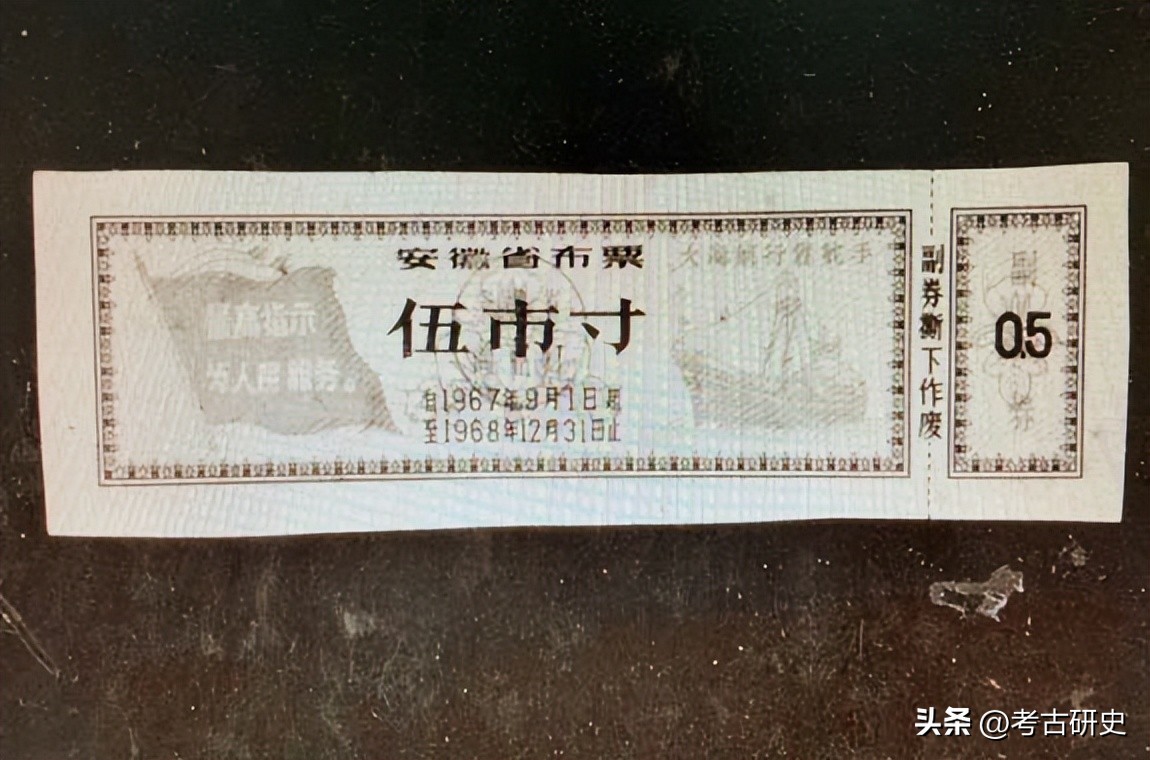 安徽省布票
大海航行靠舵手
最高指示
为人民服务。
伍市寸
自1967年9月1日起
至1968年12月31日止
副券撕下作废
0.5
头条 @考古研史